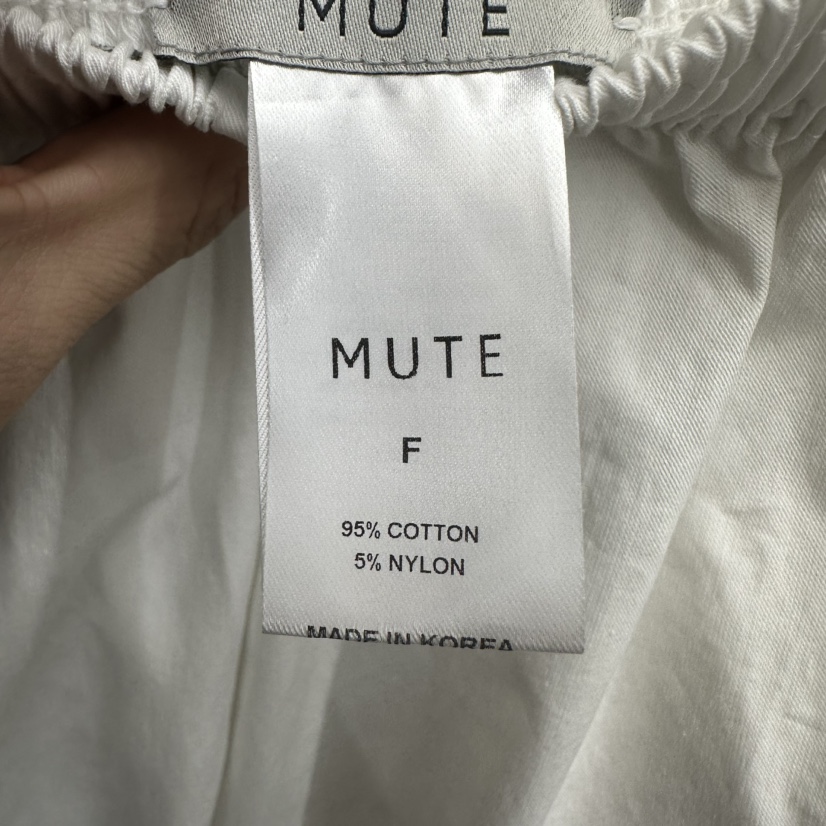 MUTE
MUTE
F
95% COTTON
5% NYLON
MADE IN KOREA